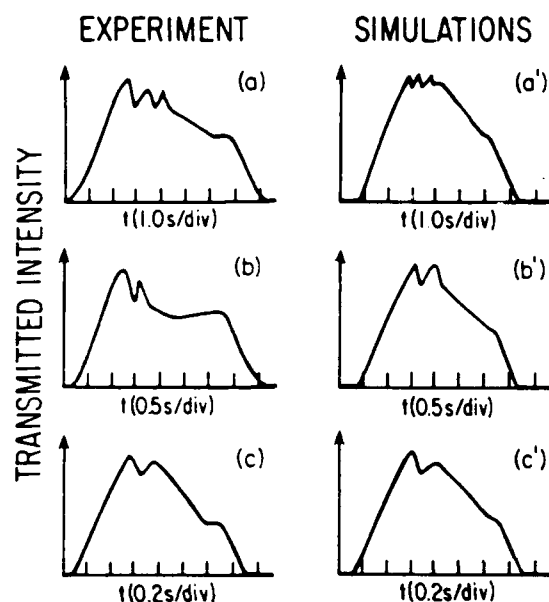 EXPERIMENT SIMULATIONS
TRANSMITTED INTENSITY
(a) (a')
t(1.0s/div) t(1.0s/div)
(b) (b')
t(0.5s/div) t(0.5s/div)
(c) (c')
t(0.2s/div) t(0.2s/div)